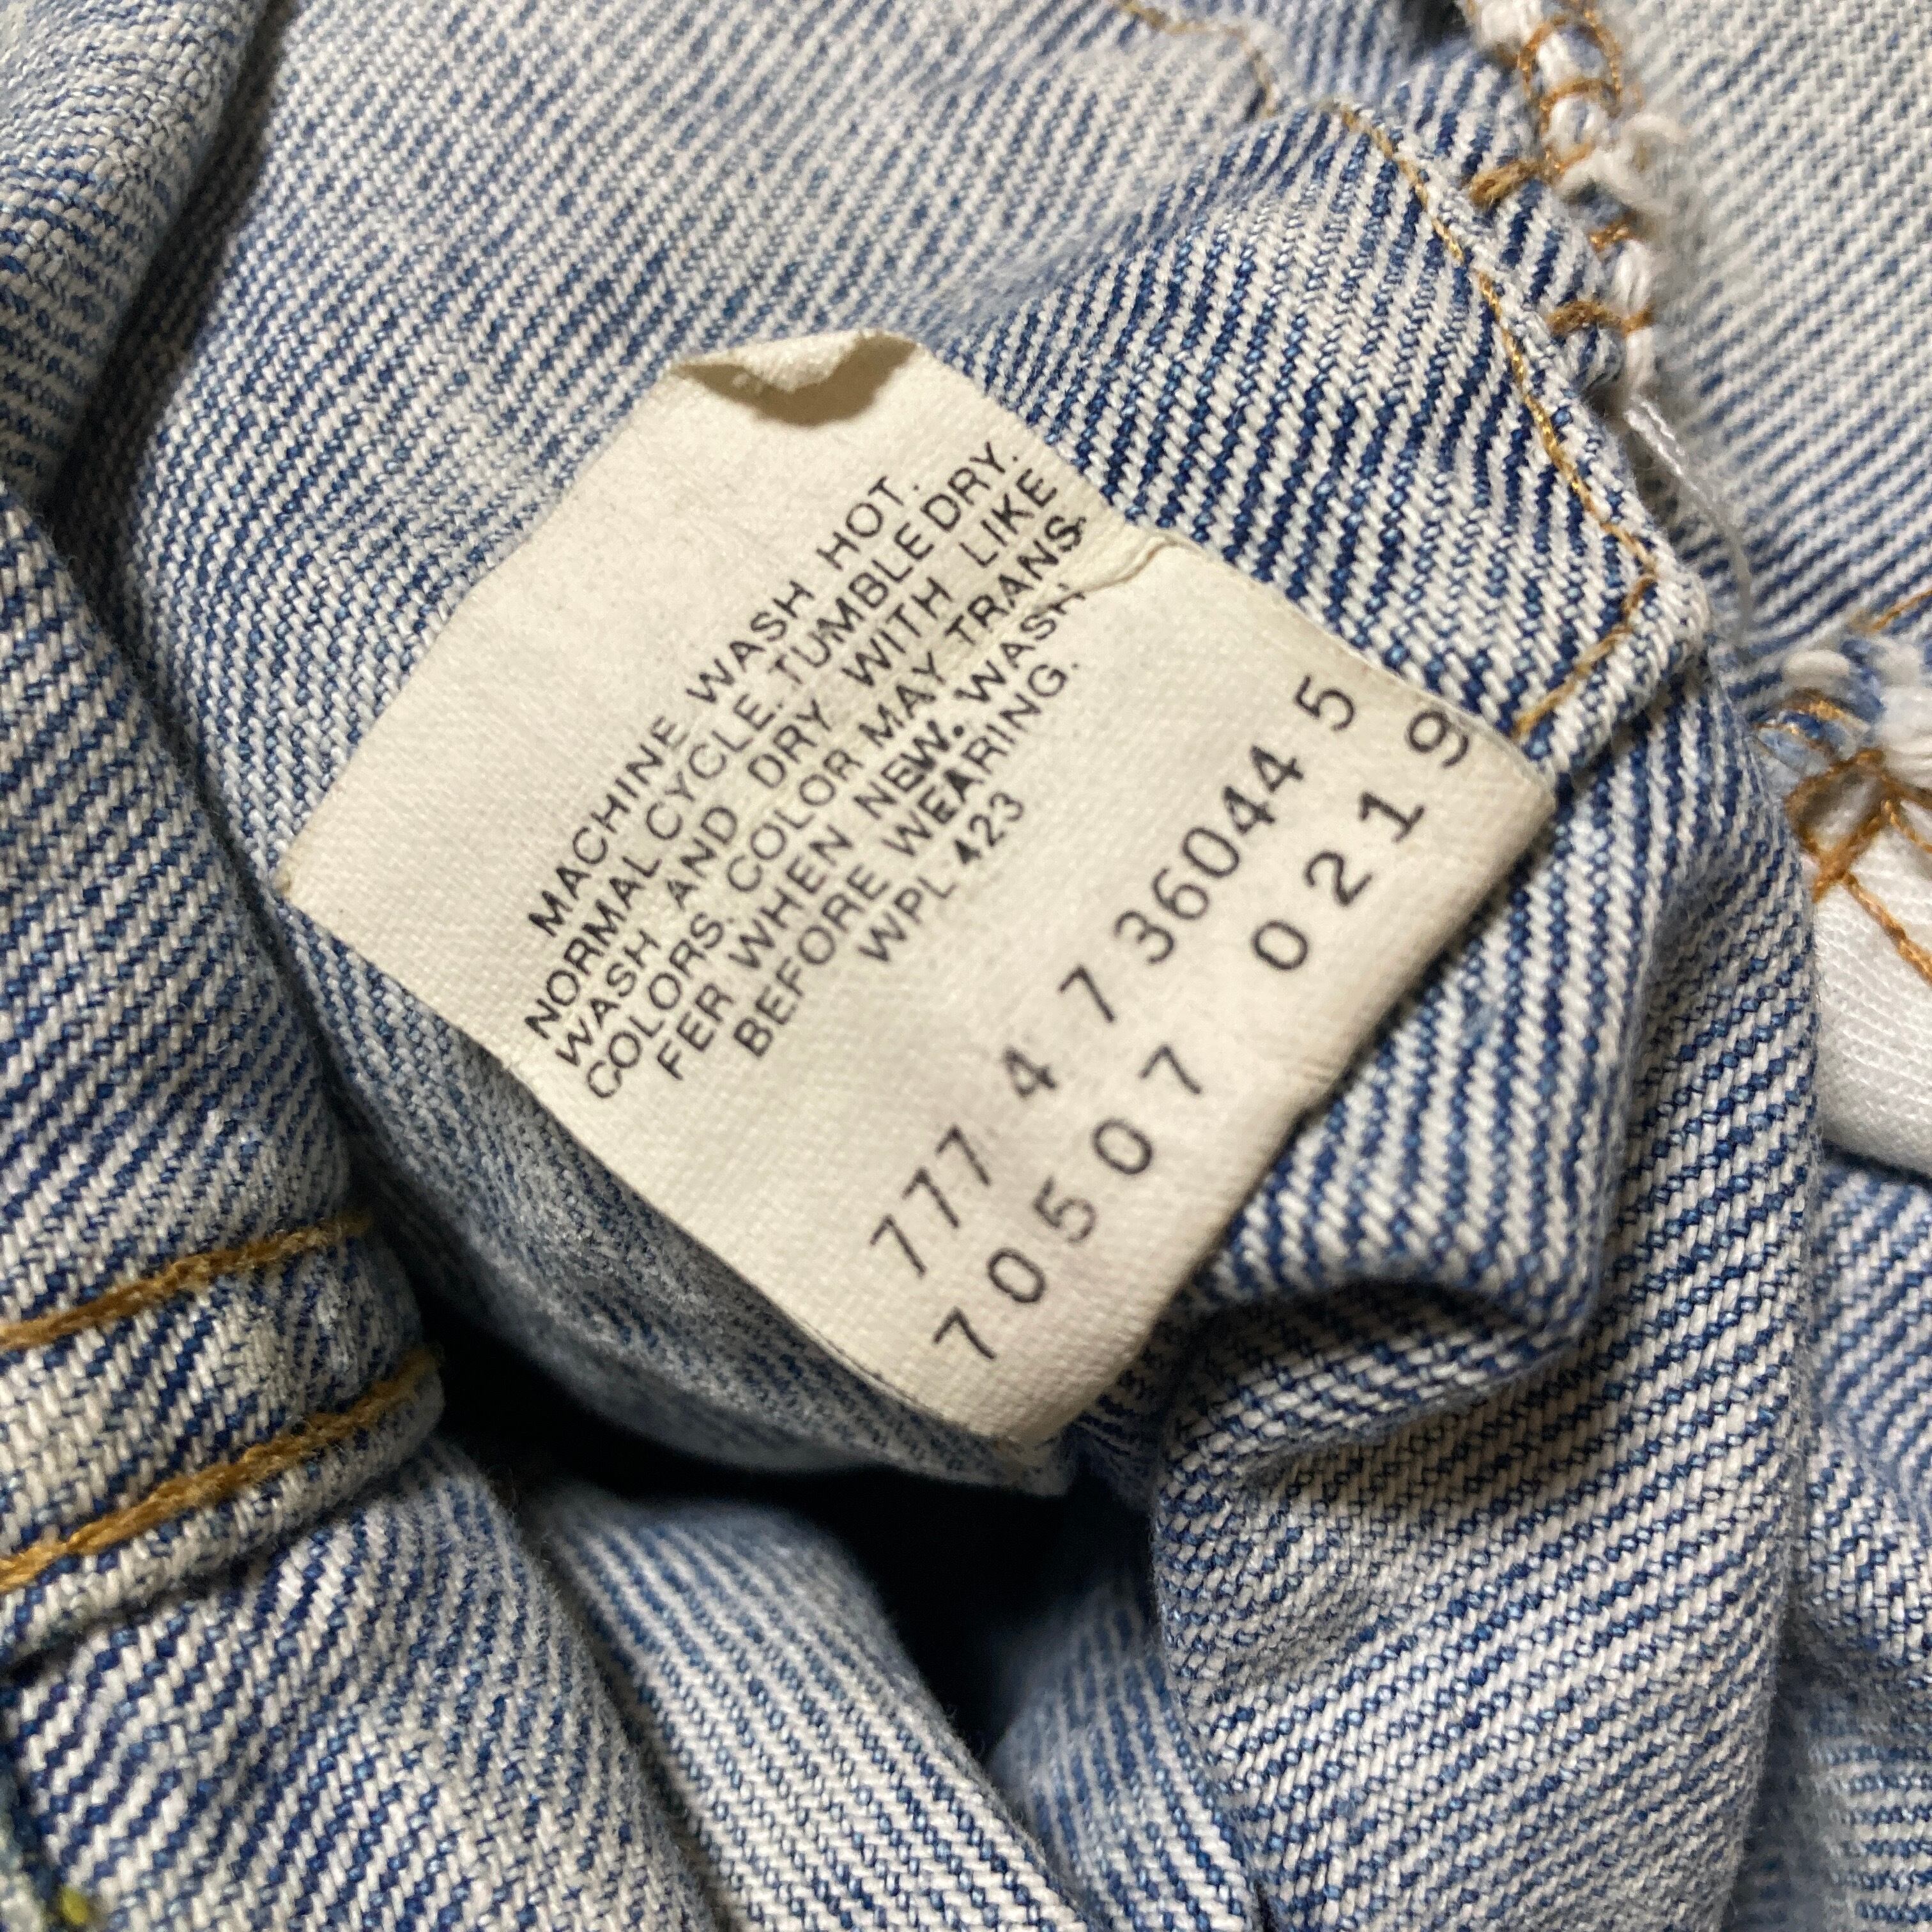 MACHINE WASH HOT.
NORMAL CYCLE. TUMBLE DRY.
WASH AND DRY WITH LIKE
COLORS. COLOR MAY TRANS-
FER WHEN NEW. WASH
BEFORE WEARING.
WPL 423
777 4 7 36044 5
70507 0219